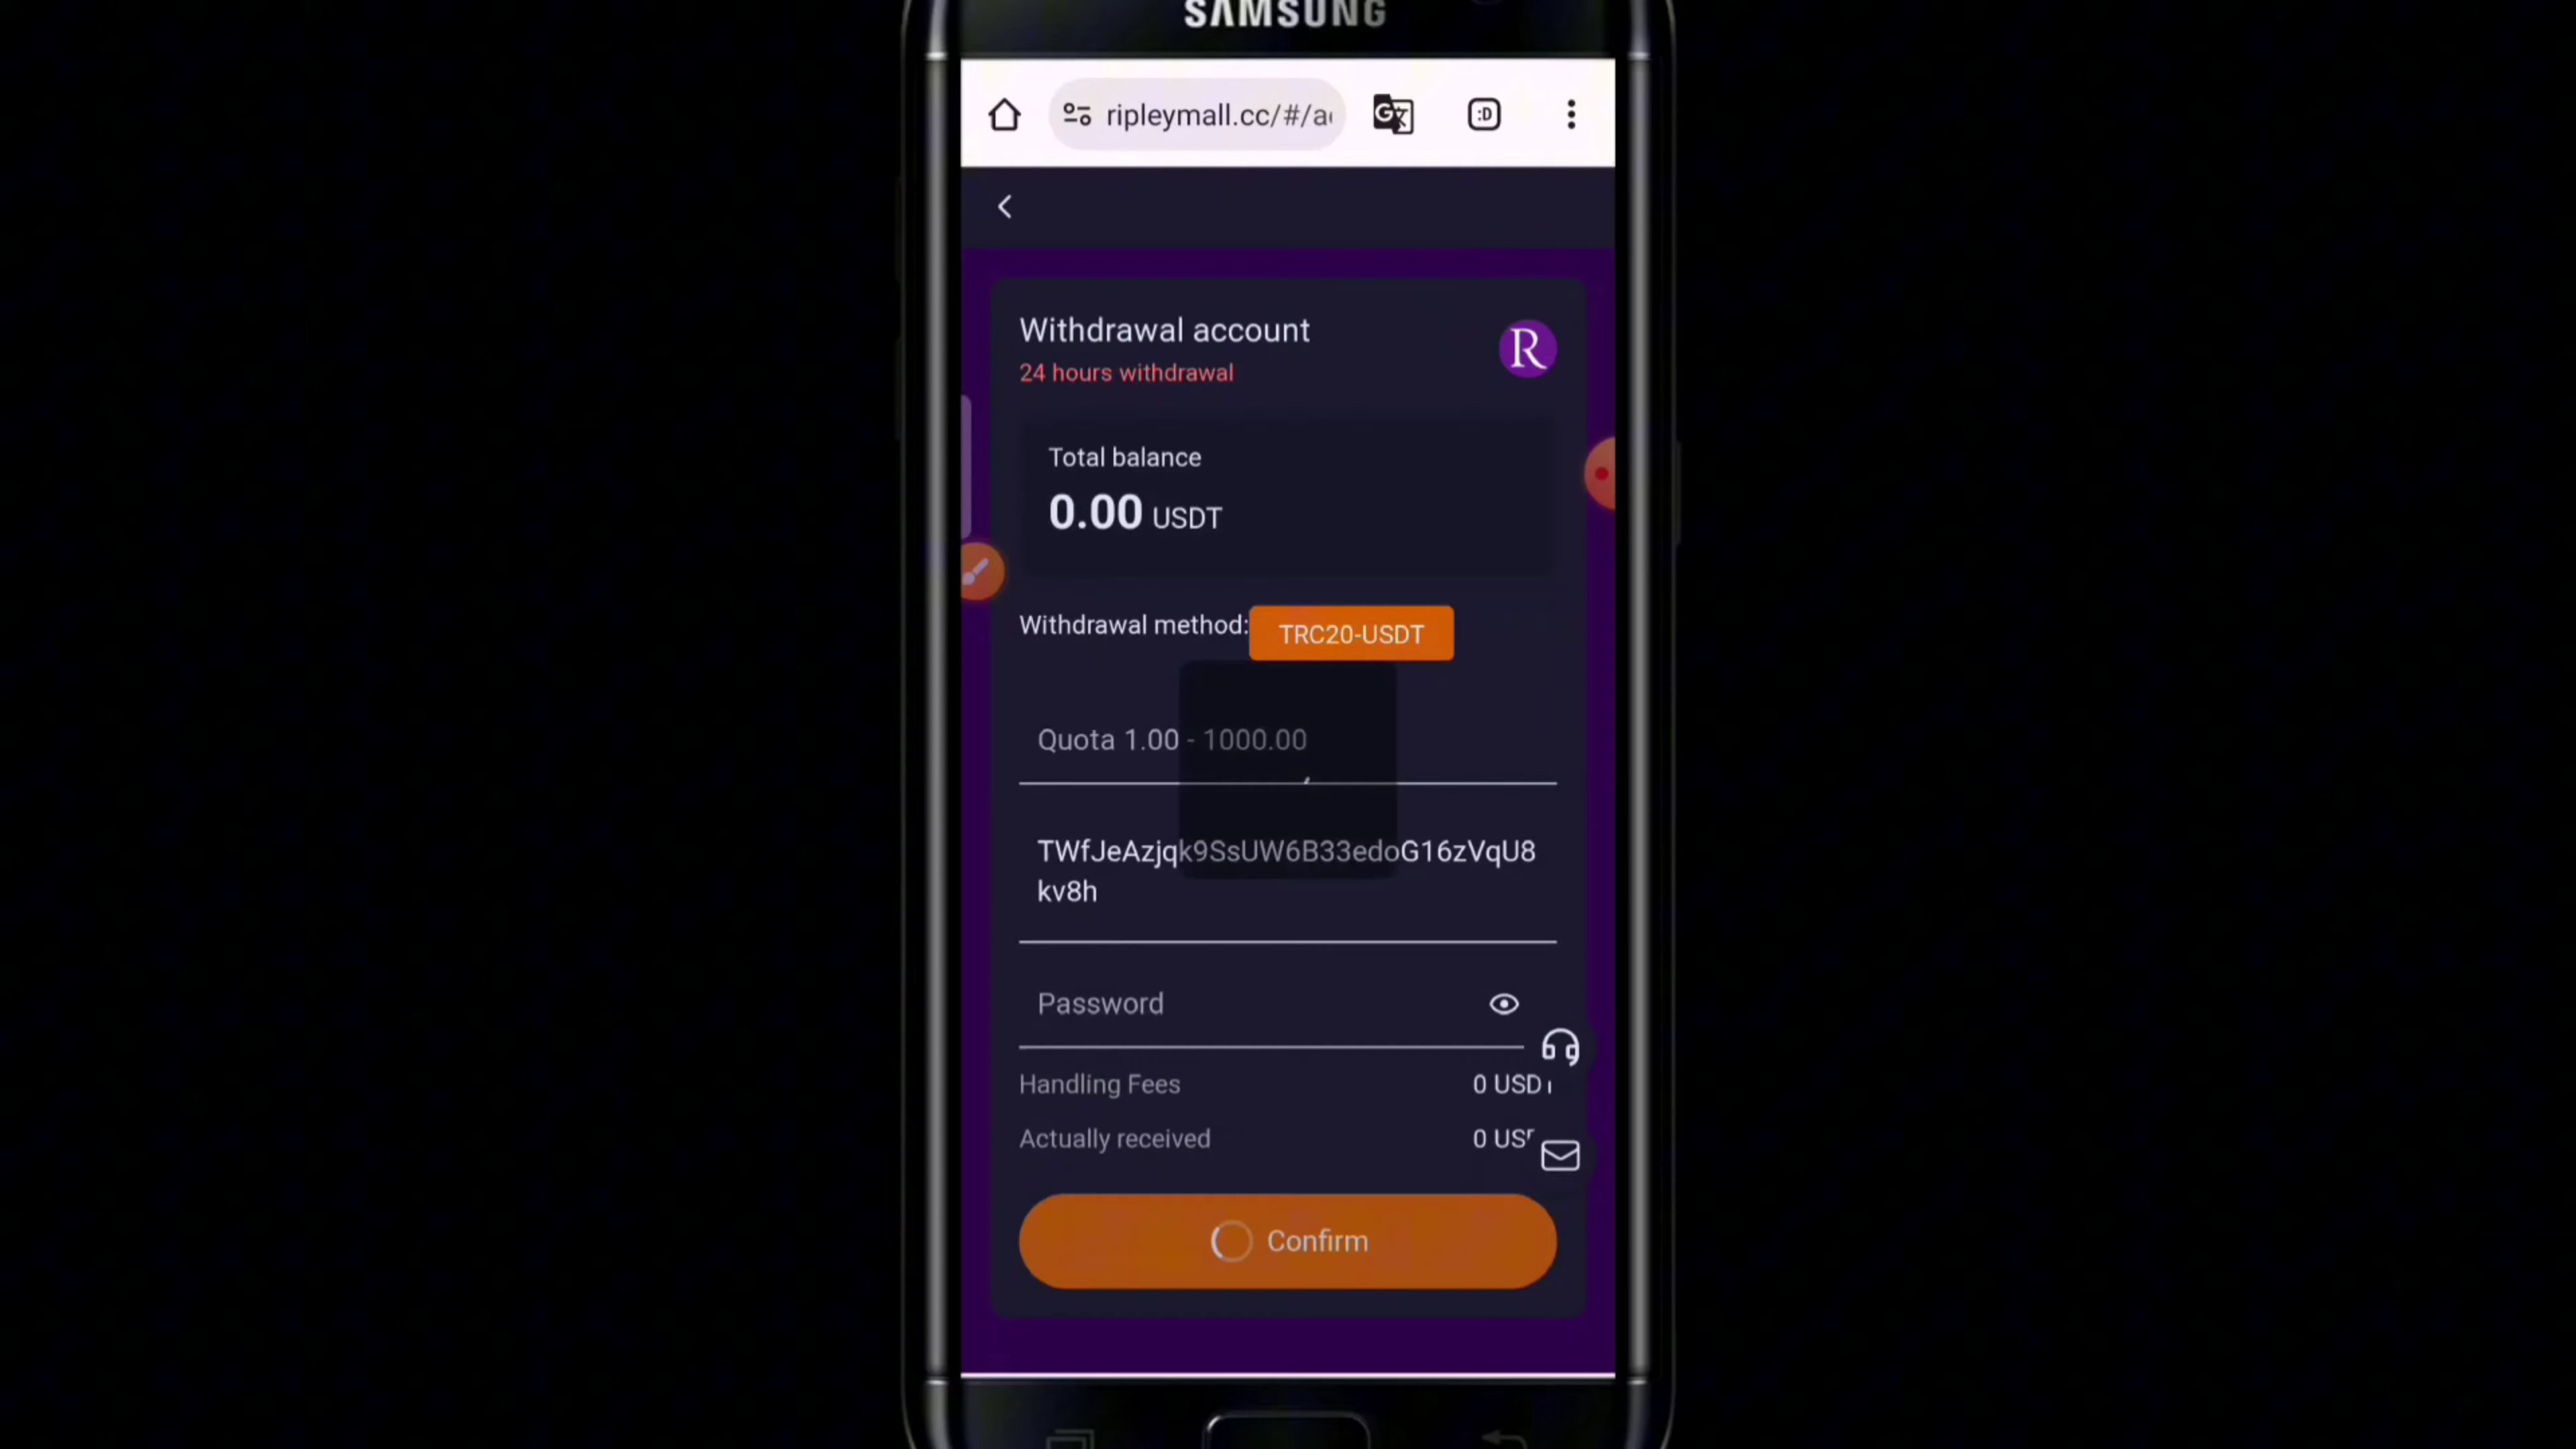 SAMSUNG
ripleymall.cc/#/a
:D
Withdrawal account
R
24 hours withdrawal
Total balance
0.00 USDT
Withdrawal method: TRC20-USDT
Quota 1.00 - 1000.00
TWfJeAzjqk9SsUW6B33edoG16zVqU8
kv8h
Password
Handling Fees 0 USD
Actually received 0 US
Confirm